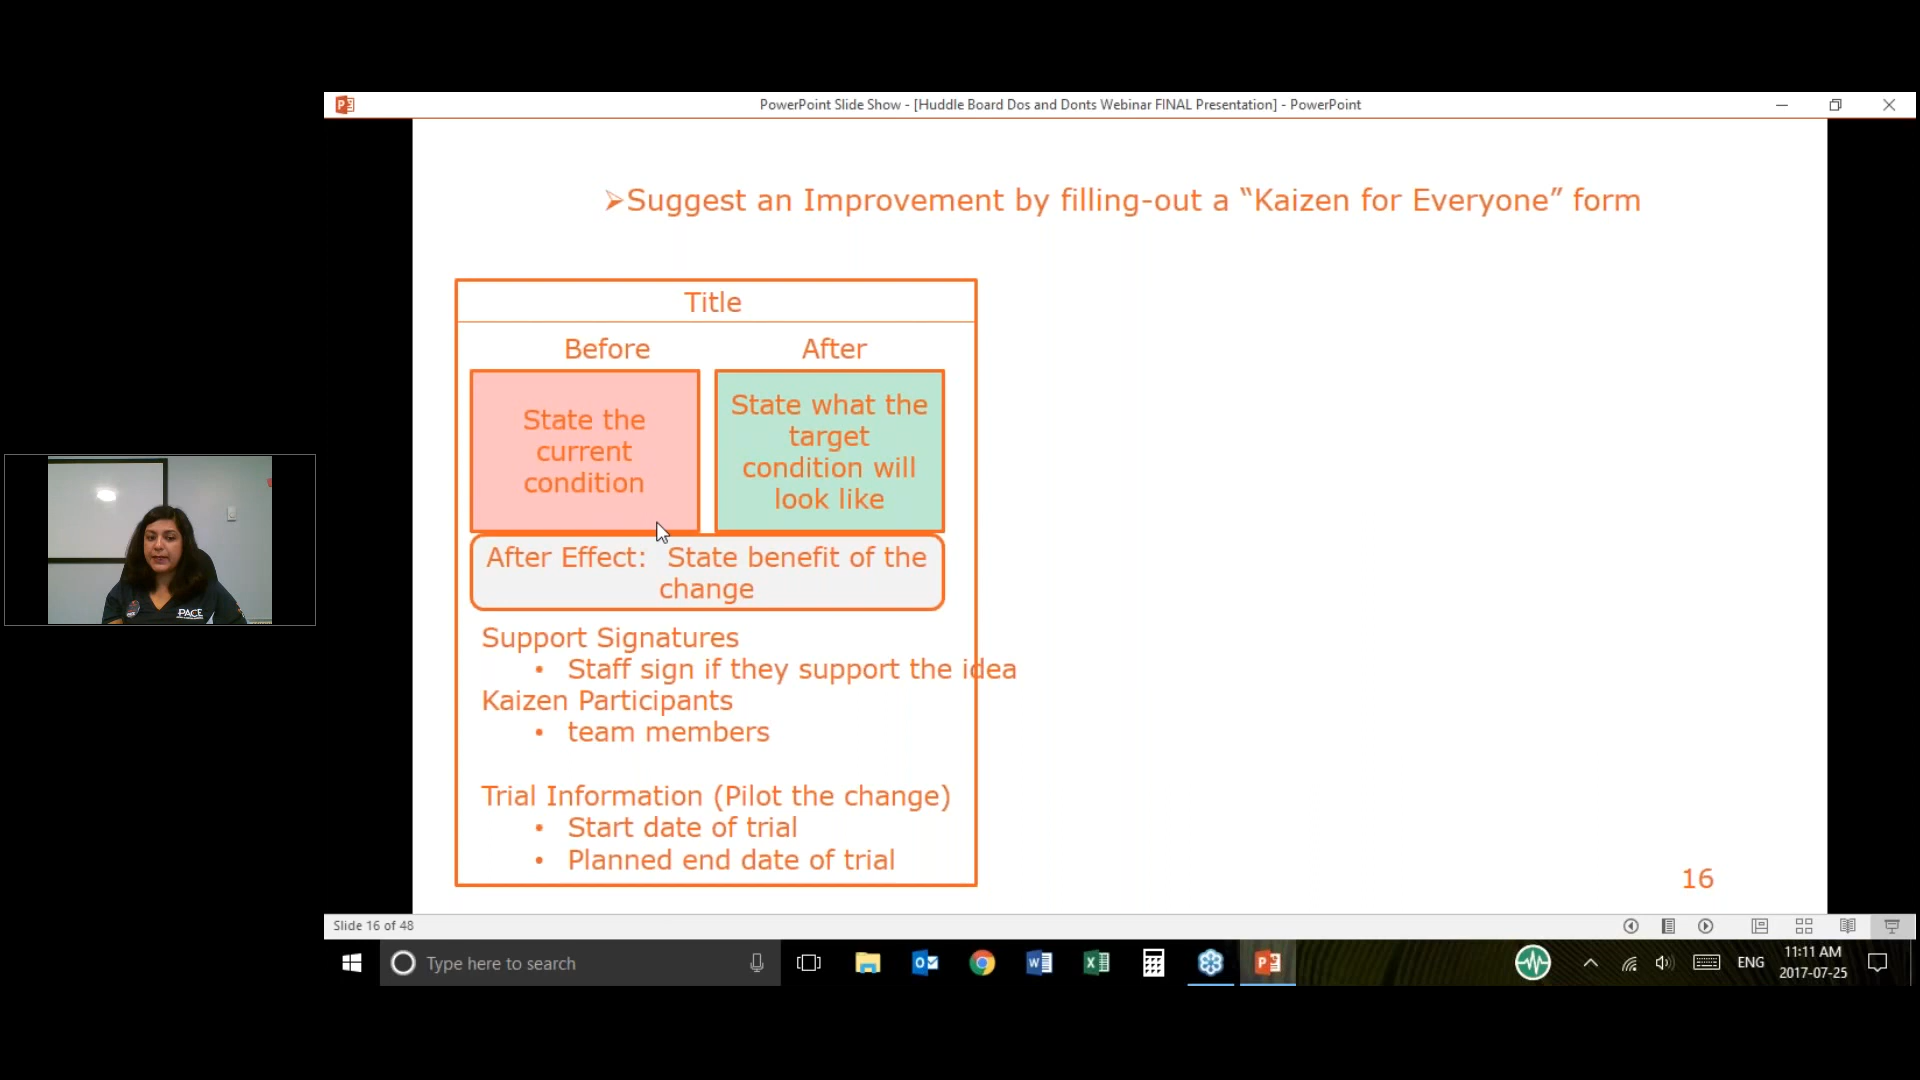 PowerPoint Slide Show - [Huddle Board Dos and Donts Webinar FINAL Presentation] - PowerPoint
➢Suggest an Improvement by filling-out a “Kaizen for Everyone” form
Title
Before After
State the
current
condition
State what the
target
condition will
look like
After Effect: State benefit of the
change
Support Signatures
• Staff sign if they support the idea
Kaizen Participants
• team members
Trial Information (Pilot the change)
• Start date of trial
• Planned end date of trial
16
PACE
Slide 16 of 48
Type here to search
ENG
11:11 AM
2017-07-25